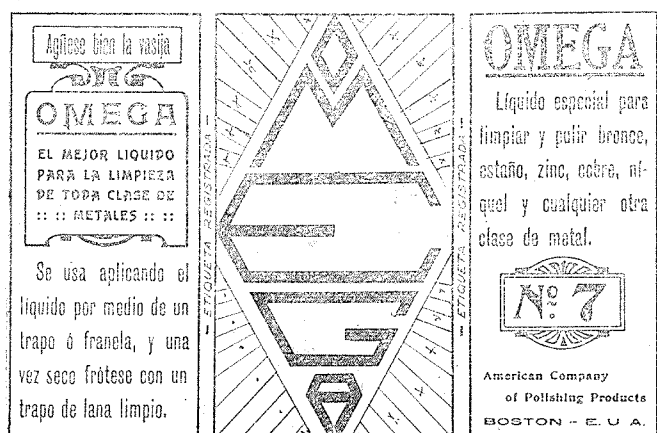 Agítese bien la vasija
OMEGA
EL MEJOR LIQUIDO
PARA LA LIMPIEZA
DE TODA CLASE DE
:: :: METALES :: ::
Se usa aplicando el
líquido por medio de un
trapo ó franela, y una
vez seco frótese con un
trapo de lana limpio.
— ETIQUETA REGISTRADA —
OMEGA
— ETIQUETA REGISTRADA —
OMEGA
Líquido especial para
limpiar y pulir bronce,
estaño, zinc, cobre, ní-
quel y cualquier otra
clase de metal.
Nº. 7
American Company
of Polishing Products
BOSTON - E. U A.